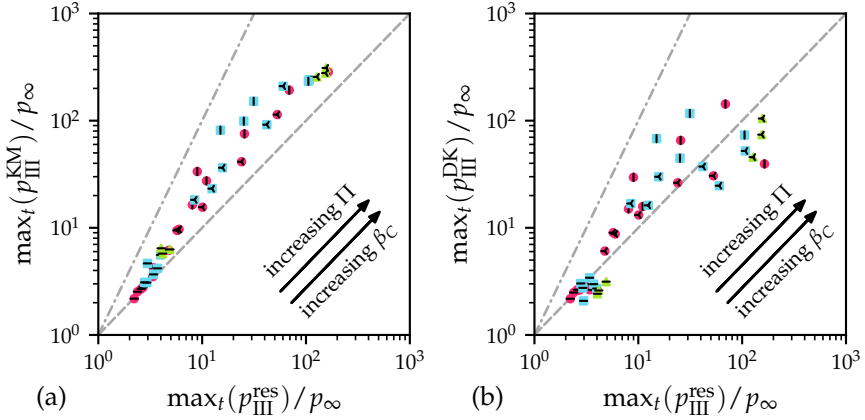 10^3
10^2
10^1
10^0
max_t(p_III^KM)/p_∞
increasing Π
increasing β_C
10^0 10^1 10^2 10^3
(a) max_t(p_III^res)/p_∞
10^3
10^2
10^1
10^0
max_t(p_III^DK)/p_∞
increasing Π
increasing β_C
10^0 10^1 10^2 10^3
(b) max_t(p_III^res)/p_∞